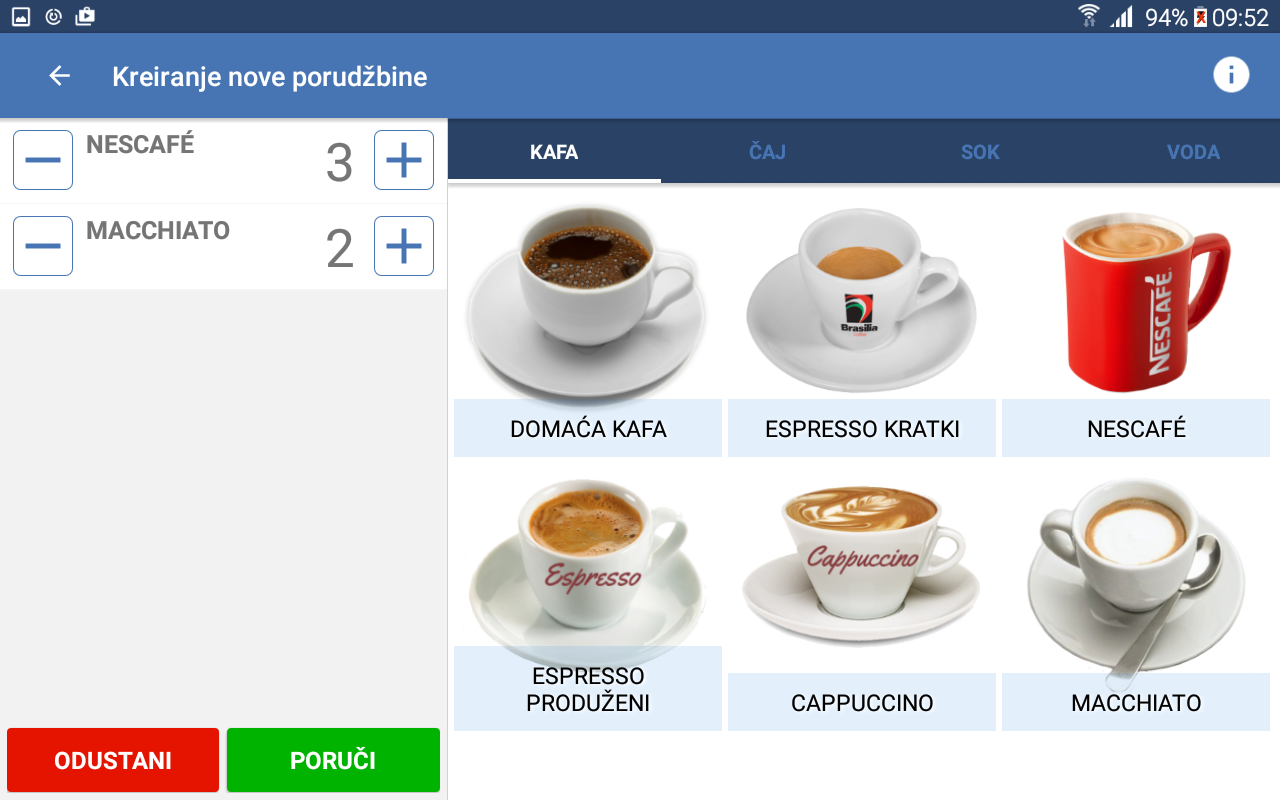 94% 09:52
Kreiranje nove porudžbine
NESCAFÉ
3
MACCHIATO
2
KAFA
ČAJ
SOK
VODA
Brasilia
NESCAFÉ.
DOMAĆA KAFA
ESPRESSO KRATKI
NESCAFÉ
Espresso
Cappuccino
ESPRESSO
PRODUŽENI
CAPPUCCINO
MACCHIATO
ODUSTANI
PORUČI